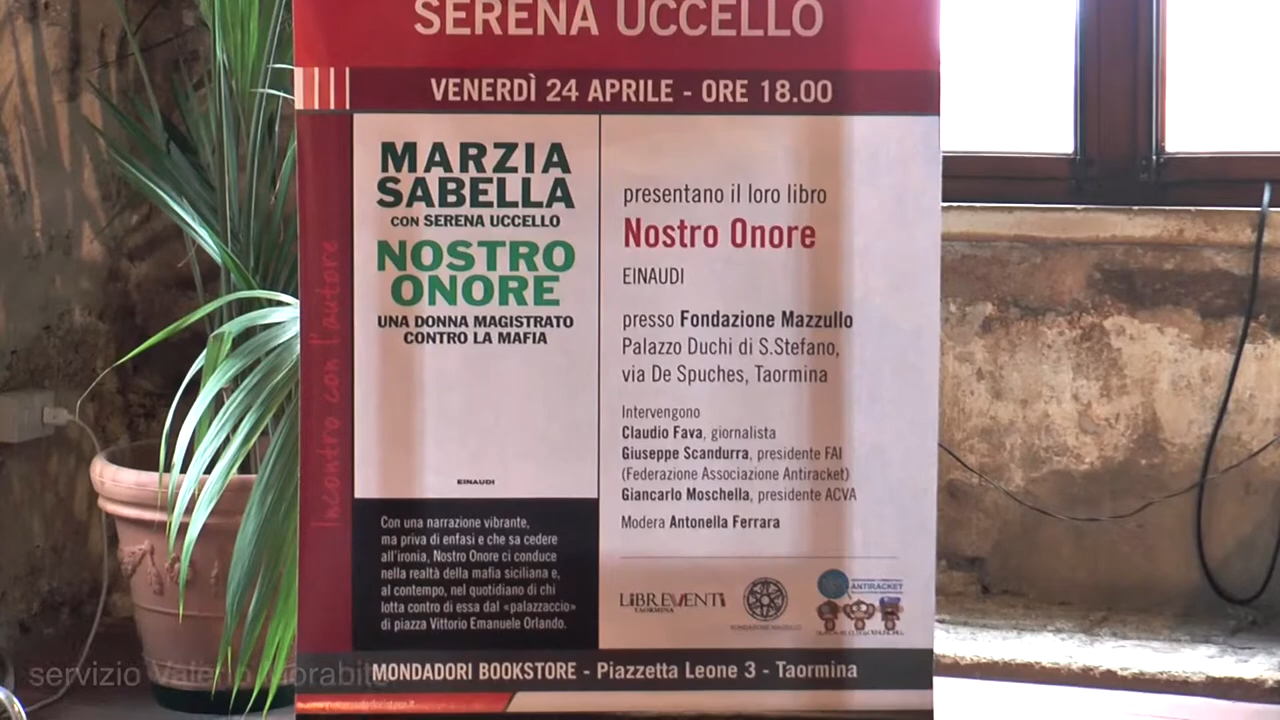 SERENA UCCELLO
VENERDÌ 24 APRILE - ORE 18.00
Incontro con l'autore
MARZIA
SABELLA
CON SERENA UCCELLO
NOSTRO
ONORE
UNA DONNA MAGISTRATO
CONTRO LA MAFIA
EINAUDI
Con una narrazione vibrante,
ma priva di enfasi e che sa cedere
all'ironia, Nostro Onore ci conduce
nella realtà della mafia siciliana e,
al contempo, nel quotidiano di chi
lotta contro di essa dal «palazzaccio»
di piazza Vittorio Emanuele Orlando.
presentano il loro libro
Nostro Onore
EINAUDI
presso Fondazione Mazzullo
Palazzo Duchi di S.Stefano,
via De Spuches, Taormina
Intervengono
Claudio Fava, giornalista
Giuseppe Scandurra, presidente FAI
(Federazione Associazione Antiracket)
Giancarlo Moschella, presidente ACVA
Modera Antonella Ferrara
LIBREVENTI
TAORMINA
FONDAZIONE MAZZULLO
ANTIRACKET
MONDADORI BOOKSTORE - Piazzetta Leone 3 - Taormina
servizio Valerio Morabito